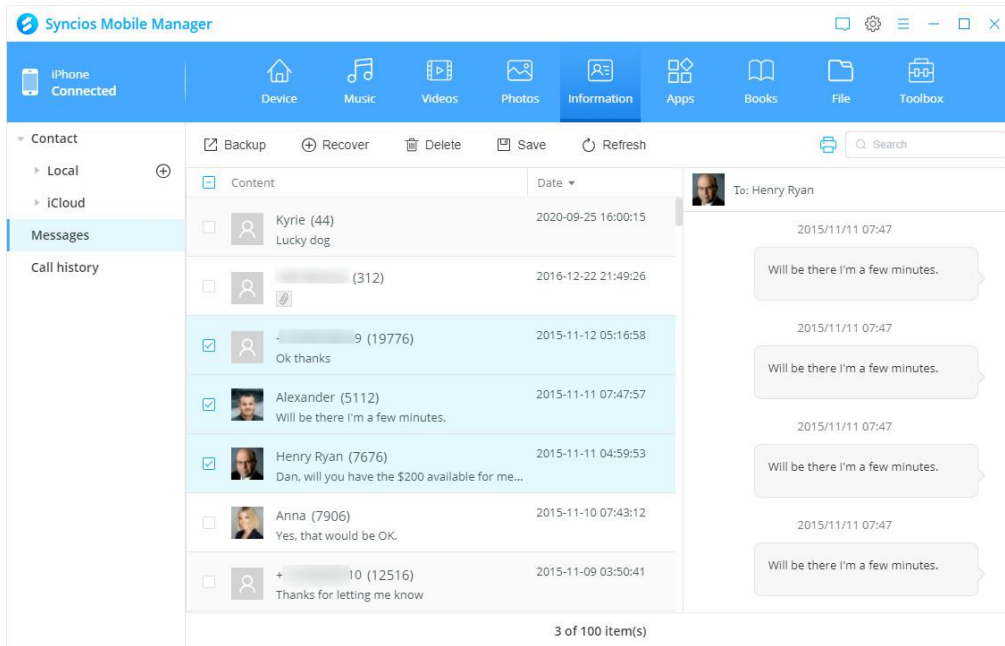 Syncios Mobile Manager
iPhone
Connected
Device
Music
Videos
Photos
Information
Apps
Books
File
Toolbox
Contact
Local
iCloud
Messages
Call history
Backup
Recover
Delete
Save
Refresh
Search
Content
Date
Kyrie (44)
2020-09-25 16:00:15
Lucky dog
(312)
2016-12-22 21:49:26
9 (19776)
2015-11-12 05:16:58
Ok thanks
Alexander (5112)
2015-11-11 07:47:57
Will be there I'm a few minutes.
Henry Ryan (7676)
2015-11-11 04:59:53
Dan, will you have the $200 available for me...
Anna (7906)
2015-11-10 07:43:12
Yes, that would be OK.
+ 10 (12516)
2015-11-09 03:50:41
Thanks for letting me know
3 of 100 item(s)
To: Henry Ryan
2015/11/11 07:47
Will be there I'm a few minutes.
2015/11/11 07:47
Will be there I'm a few minutes.
2015/11/11 07:47
Will be there I'm a few minutes.
2015/11/11 07:47
Will be there I'm a few minutes.